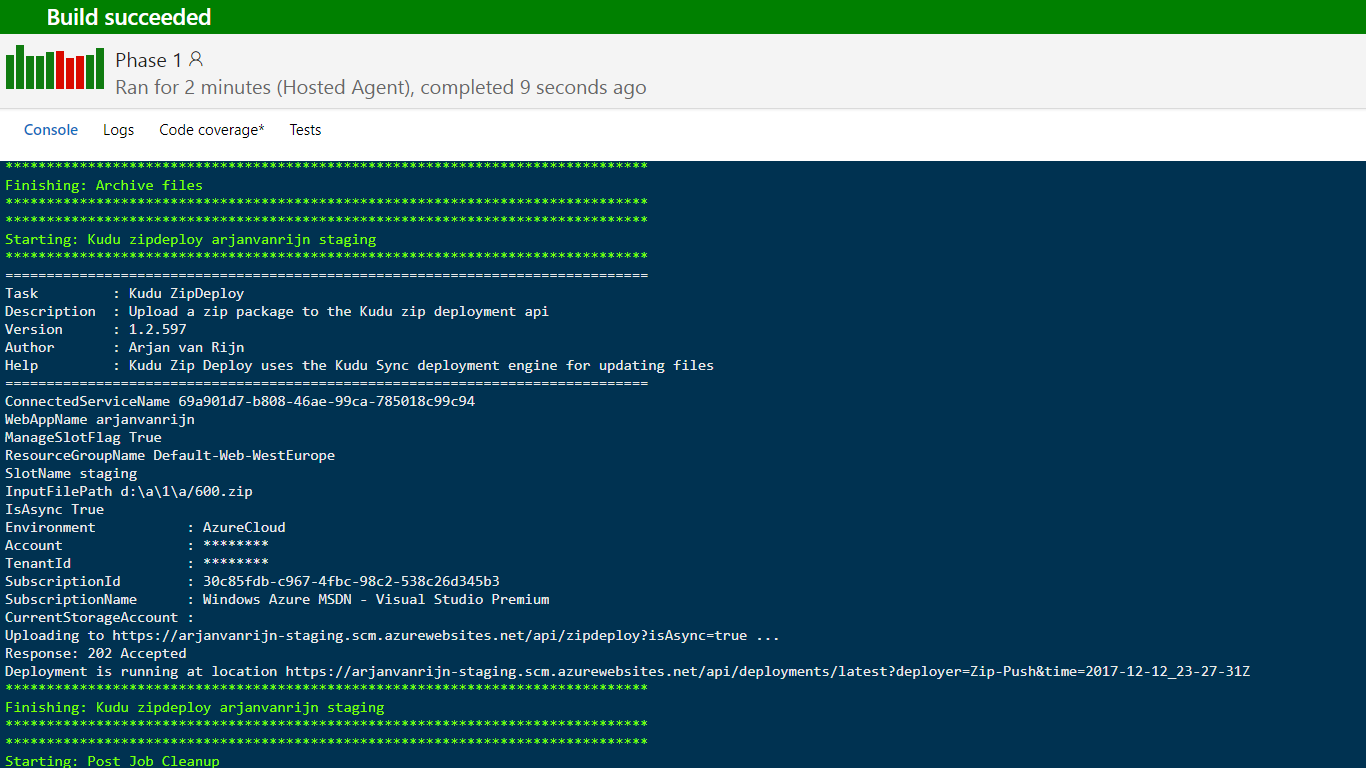 Build succeeded
Phase 1
Ran for 2 minutes (Hosted Agent), completed 9 seconds ago
Console Logs Code coverage* Tests
******************************************************************************
Finishing: Archive files
******************************************************************************
******************************************************************************
Starting: Kudu zipdeploy arjanvanrijn staging
******************************************************************************
==============================================================================
Task         : Kudu ZipDeploy
Description  : Upload a zip package to the Kudu zip deployment api
Version      : 1.2.597
Author       : Arjan van Rijn
Help         : Kudu Zip Deploy uses the Kudu Sync deployment engine for updating files
==============================================================================
ConnectedServiceName 69a901d7-b808-46ae-99ca-785018c99c94
WebAppName arjanvanrijn
ManageSlotFlag True
ResourceGroupName Default-Web-WestEurope
SlotName staging
InputFilePath d:\a\1\a/600.zip
IsAsync True
Environment           : AzureCloud
Account               : ********
TenantId              : ********
SubscriptionId        : 30c85fdb-c967-4fbc-98c2-538c26d345b3
SubscriptionName      : Windows Azure MSDN - Visual Studio Premium
CurrentStorageAccount :
Uploading to https://arjanvanrijn-staging.scm.azurewebsites.net/api/zipdeploy?isAsync=true ...
Response: 202 Accepted
Deployment is running at location https://arjanvanrijn-staging.scm.azurewebsites.net/api/deployments/latest?deployer=Zip-Push&time=2017-12-12_23-27-31Z
******************************************************************************
Finishing: Kudu zipdeploy arjanvanrijn staging
******************************************************************************
******************************************************************************
Starting: Post Job Cleanup